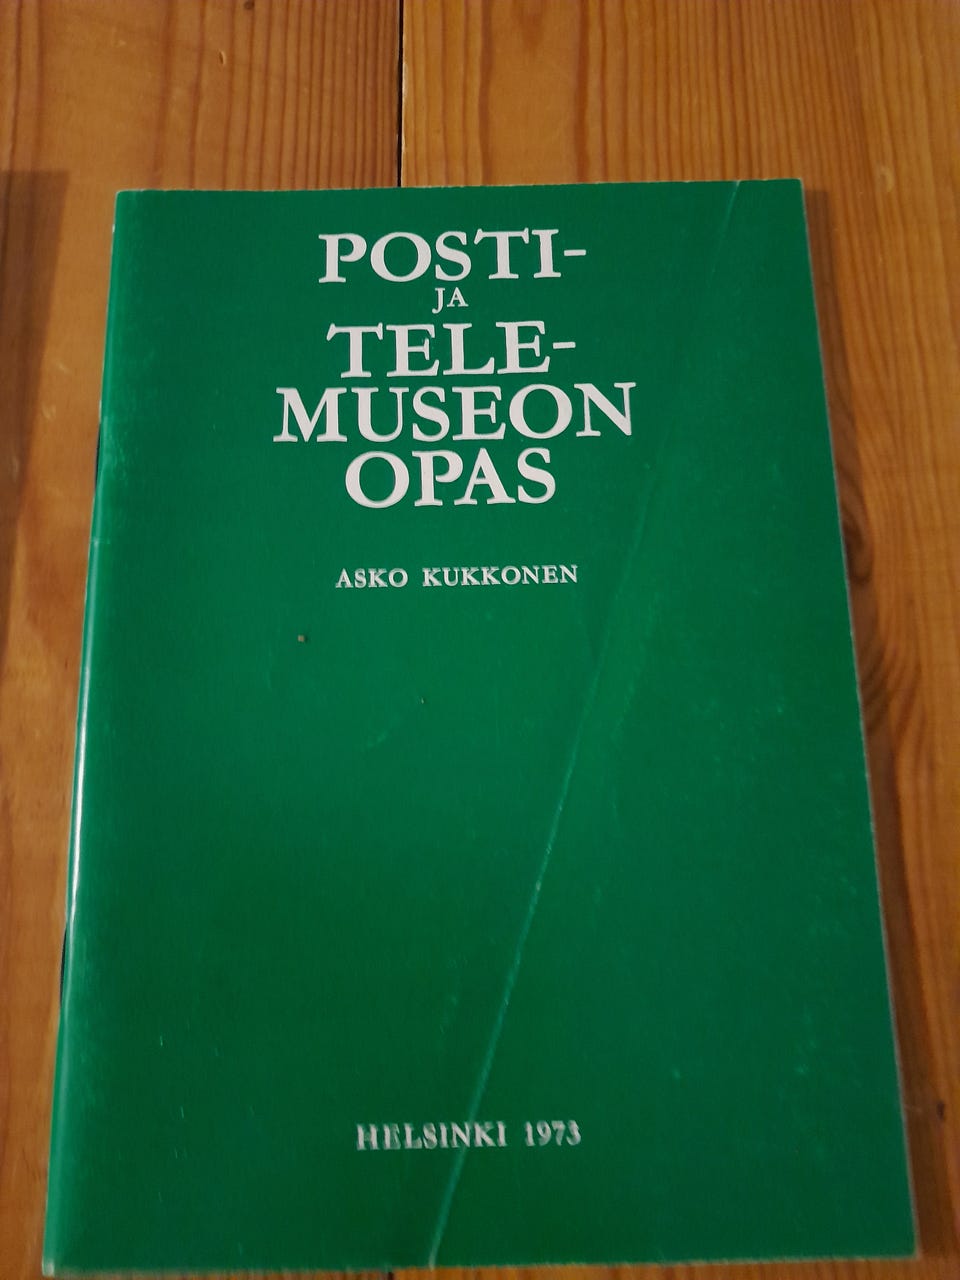 POSTI-
JA
TELE-
MUSEON
OPAS
ASKO KUKKONEN
HELSINKI 1973